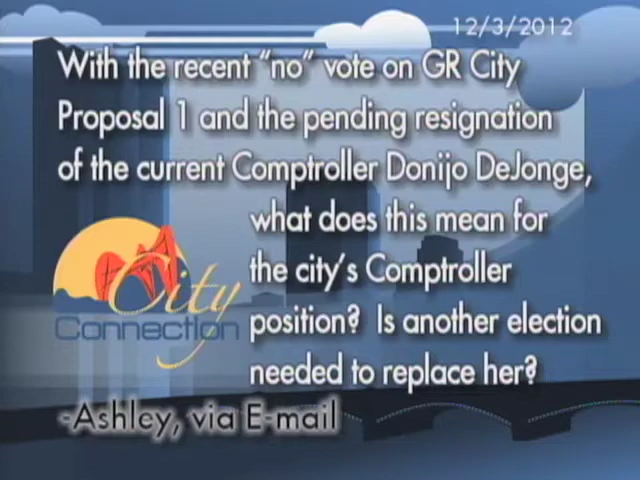 12/3/2012
With the recent “no” vote on GR City
Proposal 1 and the pending resignation
of the current Comptroller Donijo DeJonge,
what does this mean for
the city’s Comptroller
position? Is another election
needed to replace her?
City
Connection
-Ashley, via E-mail